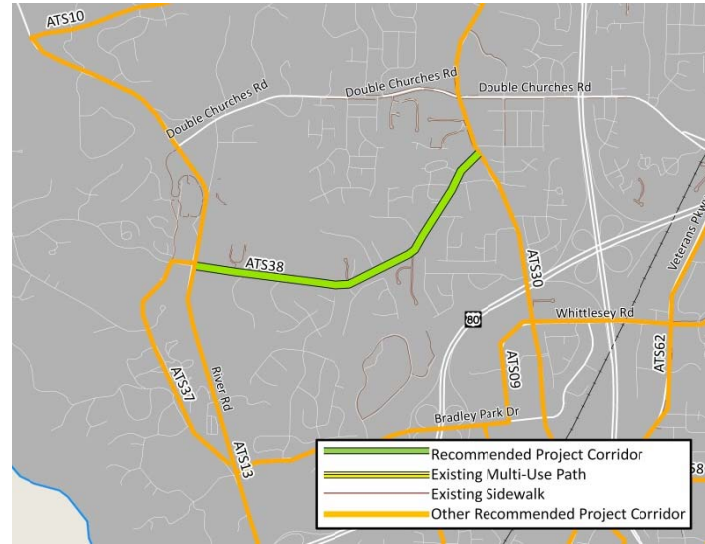 ATS10
Double Churches Rd
Double Churches Rd
Double Churches Rd
ATS38
ATS30
Veterans Pkwy
80
Whittlesey Rd
ATS09
ATS62
ATS37
River Rd
Bradley Park Dr
ATS13
58
Recommended Project Corridor
Existing Multi-Use Path
Existing Sidewalk
Other Recommended Project Corridor